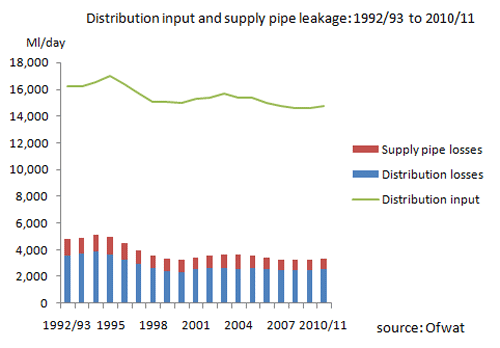 Distribution input and supply pipe leakage: 1992/93 to 2010/11
Ml/day
18,000
16,000
14,000
12,000
10,000
8,000
6,000
4,000
2,000
0
Supply pipe losses
Distribution losses
Distribution input
1992/93 1995 1998 2001 2004 2007 2010/11
source: Ofwat